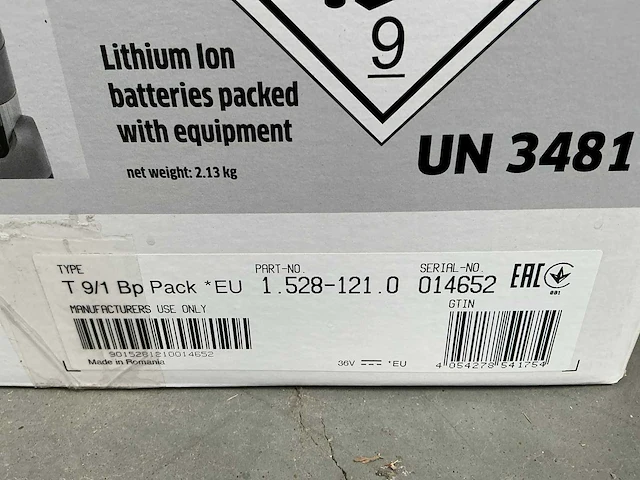 9
Lithium Ion
batteries packed
with equipment
net weight: 2.13 kg
UN 3481
TYPE PART-NO. SERIAL-NO.
T 9/1 Bp Pack *EU 1.528-121.0 014652
EAC
001
MANUFACTURERS USE ONLY GTIN
9015281210014652
Made in Romania 36V *EU 4 054278 541754